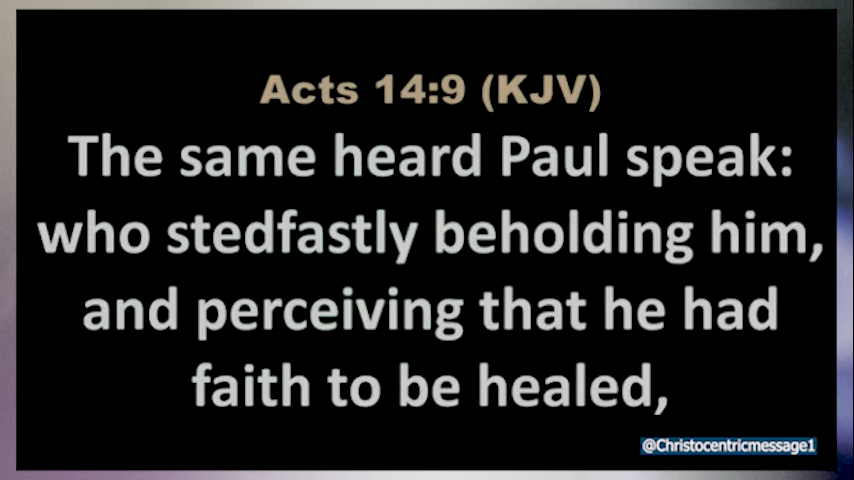 Acts 14:9 (KJV)
The same heard Paul speak:
who stedfastly beholding him,
and perceiving that he had
faith to be healed,
@Christocentricmessage1